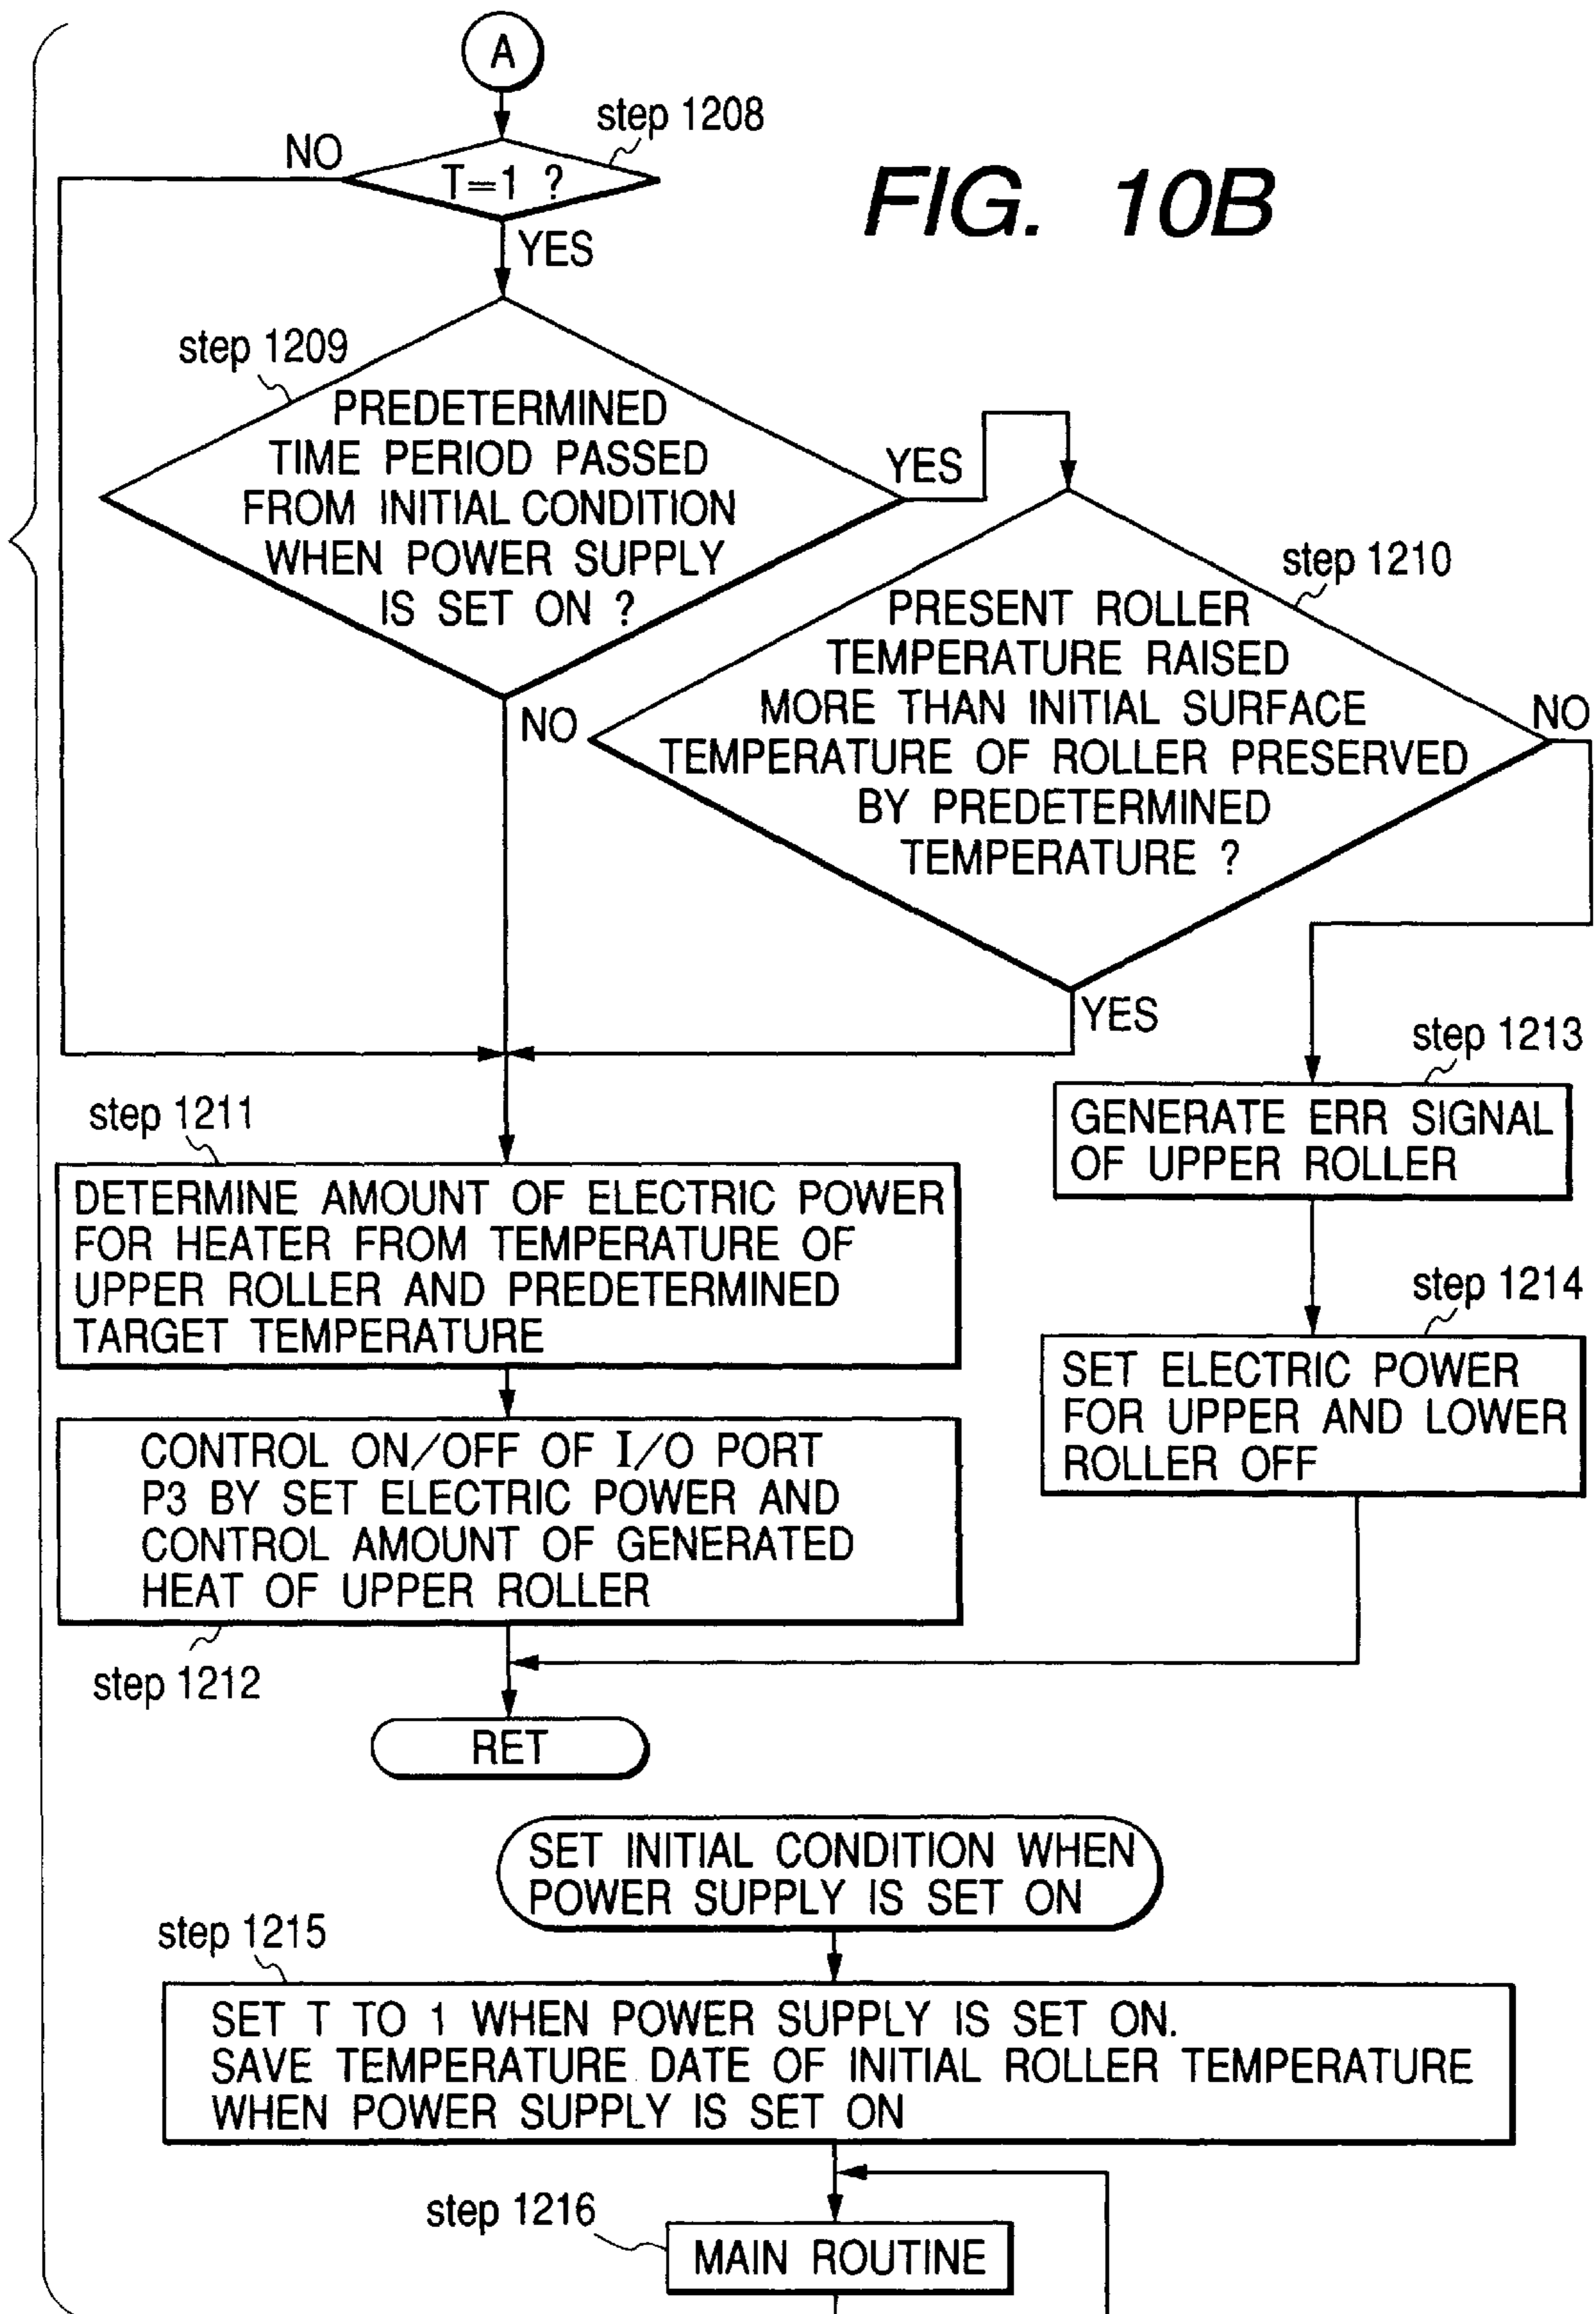 A
step 1208
NO
T=1 ?
FIG. 10B
YES
step 1209
PREDETERMINED
TIME PERIOD PASSED
FROM INITIAL CONDITION
WHEN POWER SUPPLY
IS SET ON ?
YES
NO
step 1210
PRESENT ROLLER
TEMPERATURE RAISED
MORE THAN INITIAL SURFACE
TEMPERATURE OF ROLLER PRESERVED
BY PREDETERMINED
TEMPERATURE ?
NO
YES
step 1211
DETERMINE AMOUNT OF ELECTRIC POWER
FOR HEATER FROM TEMPERATURE OF
UPPER ROLLER AND PREDETERMINED
TARGET TEMPERATURE
step 1213
GENERATE ERR SIGNAL
OF UPPER ROLLER
step 1214
SET ELECTRIC POWER
FOR UPPER AND LOWER
ROLLER OFF
CONTROL ON/OFF OF I/O PORT
P3 BY SET ELECTRIC POWER AND
CONTROL AMOUNT OF GENERATED
HEAT OF UPPER ROLLER
step 1212
RET
SET INITIAL CONDITION WHEN
POWER SUPPLY IS SET ON
step 1215
SET T TO 1 WHEN POWER SUPPLY IS SET ON.
SAVE TEMPERATURE DATE OF INITIAL ROLLER TEMPERATURE
WHEN POWER SUPPLY IS SET ON
step 1216
MAIN ROUTINE